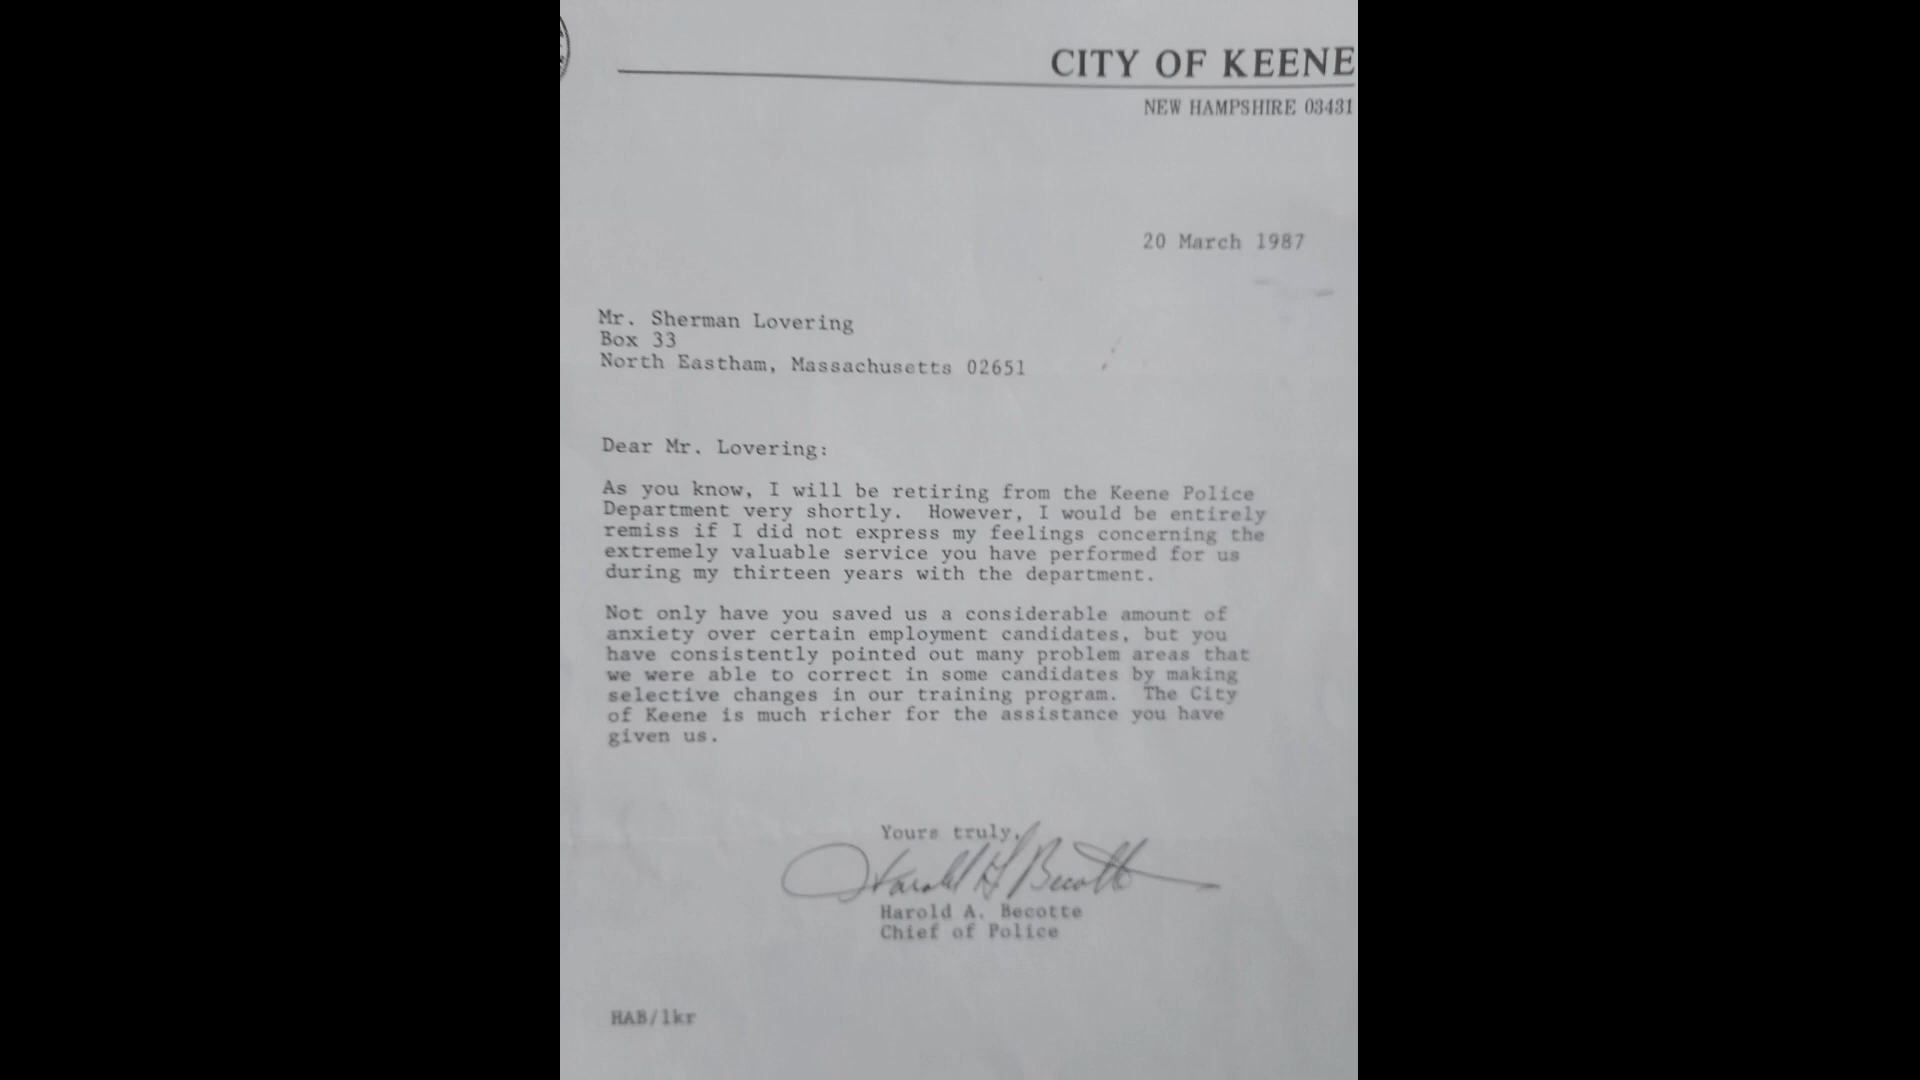 CITY OF KEENE
NEW HAMPSHIRE 03431
20 March 1987
Mr. Sherman Lovering
Box 33
North Eastham, Massachusetts 02651
Dear Mr. Lovering:
As you know, I will be retiring from the Keene Police
Department very shortly. However, I would be entirely
remiss if I did not express my feelings concerning the
extremely valuable service you have performed for us
during my thirteen years with the department.
Not only have you saved us a considerable amount of
anxiety over certain employment candidates, but you
have consistently pointed out many problem areas that
we were able to correct in some candidates by making
selective changes in our training program. The City
of Keene is much richer for the assistance you have
given us.
Yours truly,
Harold A Becotte
Harold A. Becotte
Chief of Police
HAB/lkr